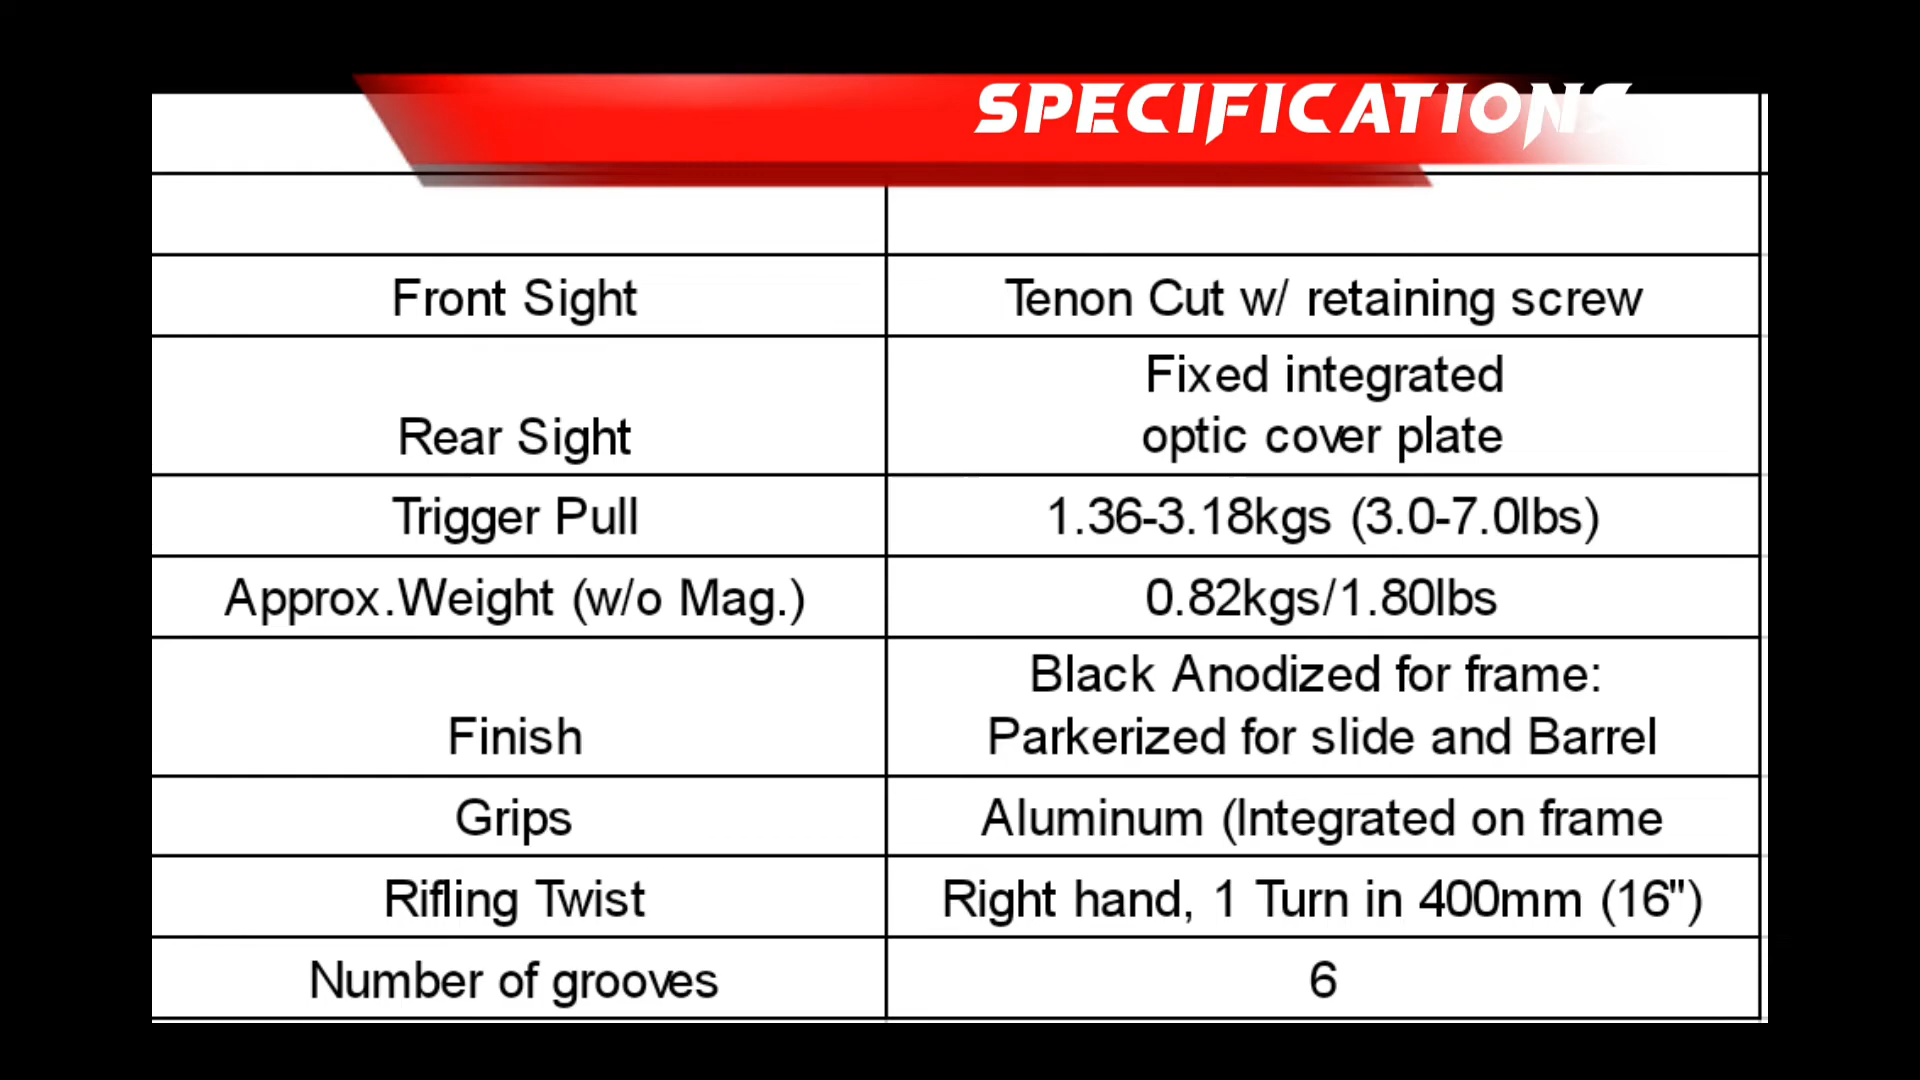 SPECIFICATIONS
Front Sight
Tenon Cut w/ retaining screw
Rear Sight
Fixed integrated
optic cover plate
Trigger Pull
1.36-3.18kgs (3.0-7.0lbs)
Approx.Weight (w/o Mag.)
0.82kgs/1.80lbs
Finish
Black Anodized for frame:
Parkerized for slide and Barrel
Grips
Aluminum (Integrated on frame
Rifling Twist
Right hand, 1 Turn in 400mm (16")
Number of grooves
6